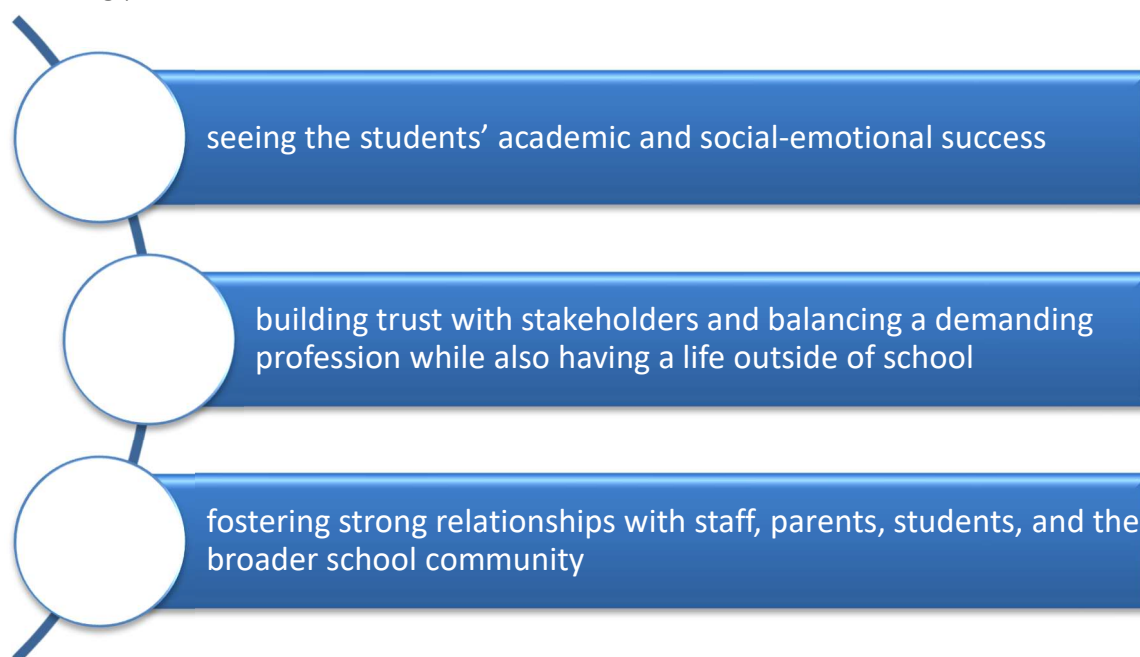 seeing the students’ academic and social-emotional success
building trust with stakeholders and balancing a demanding
profession while also having a life outside of school
fostering strong relationships with staff, parents, students, and the
broader school community